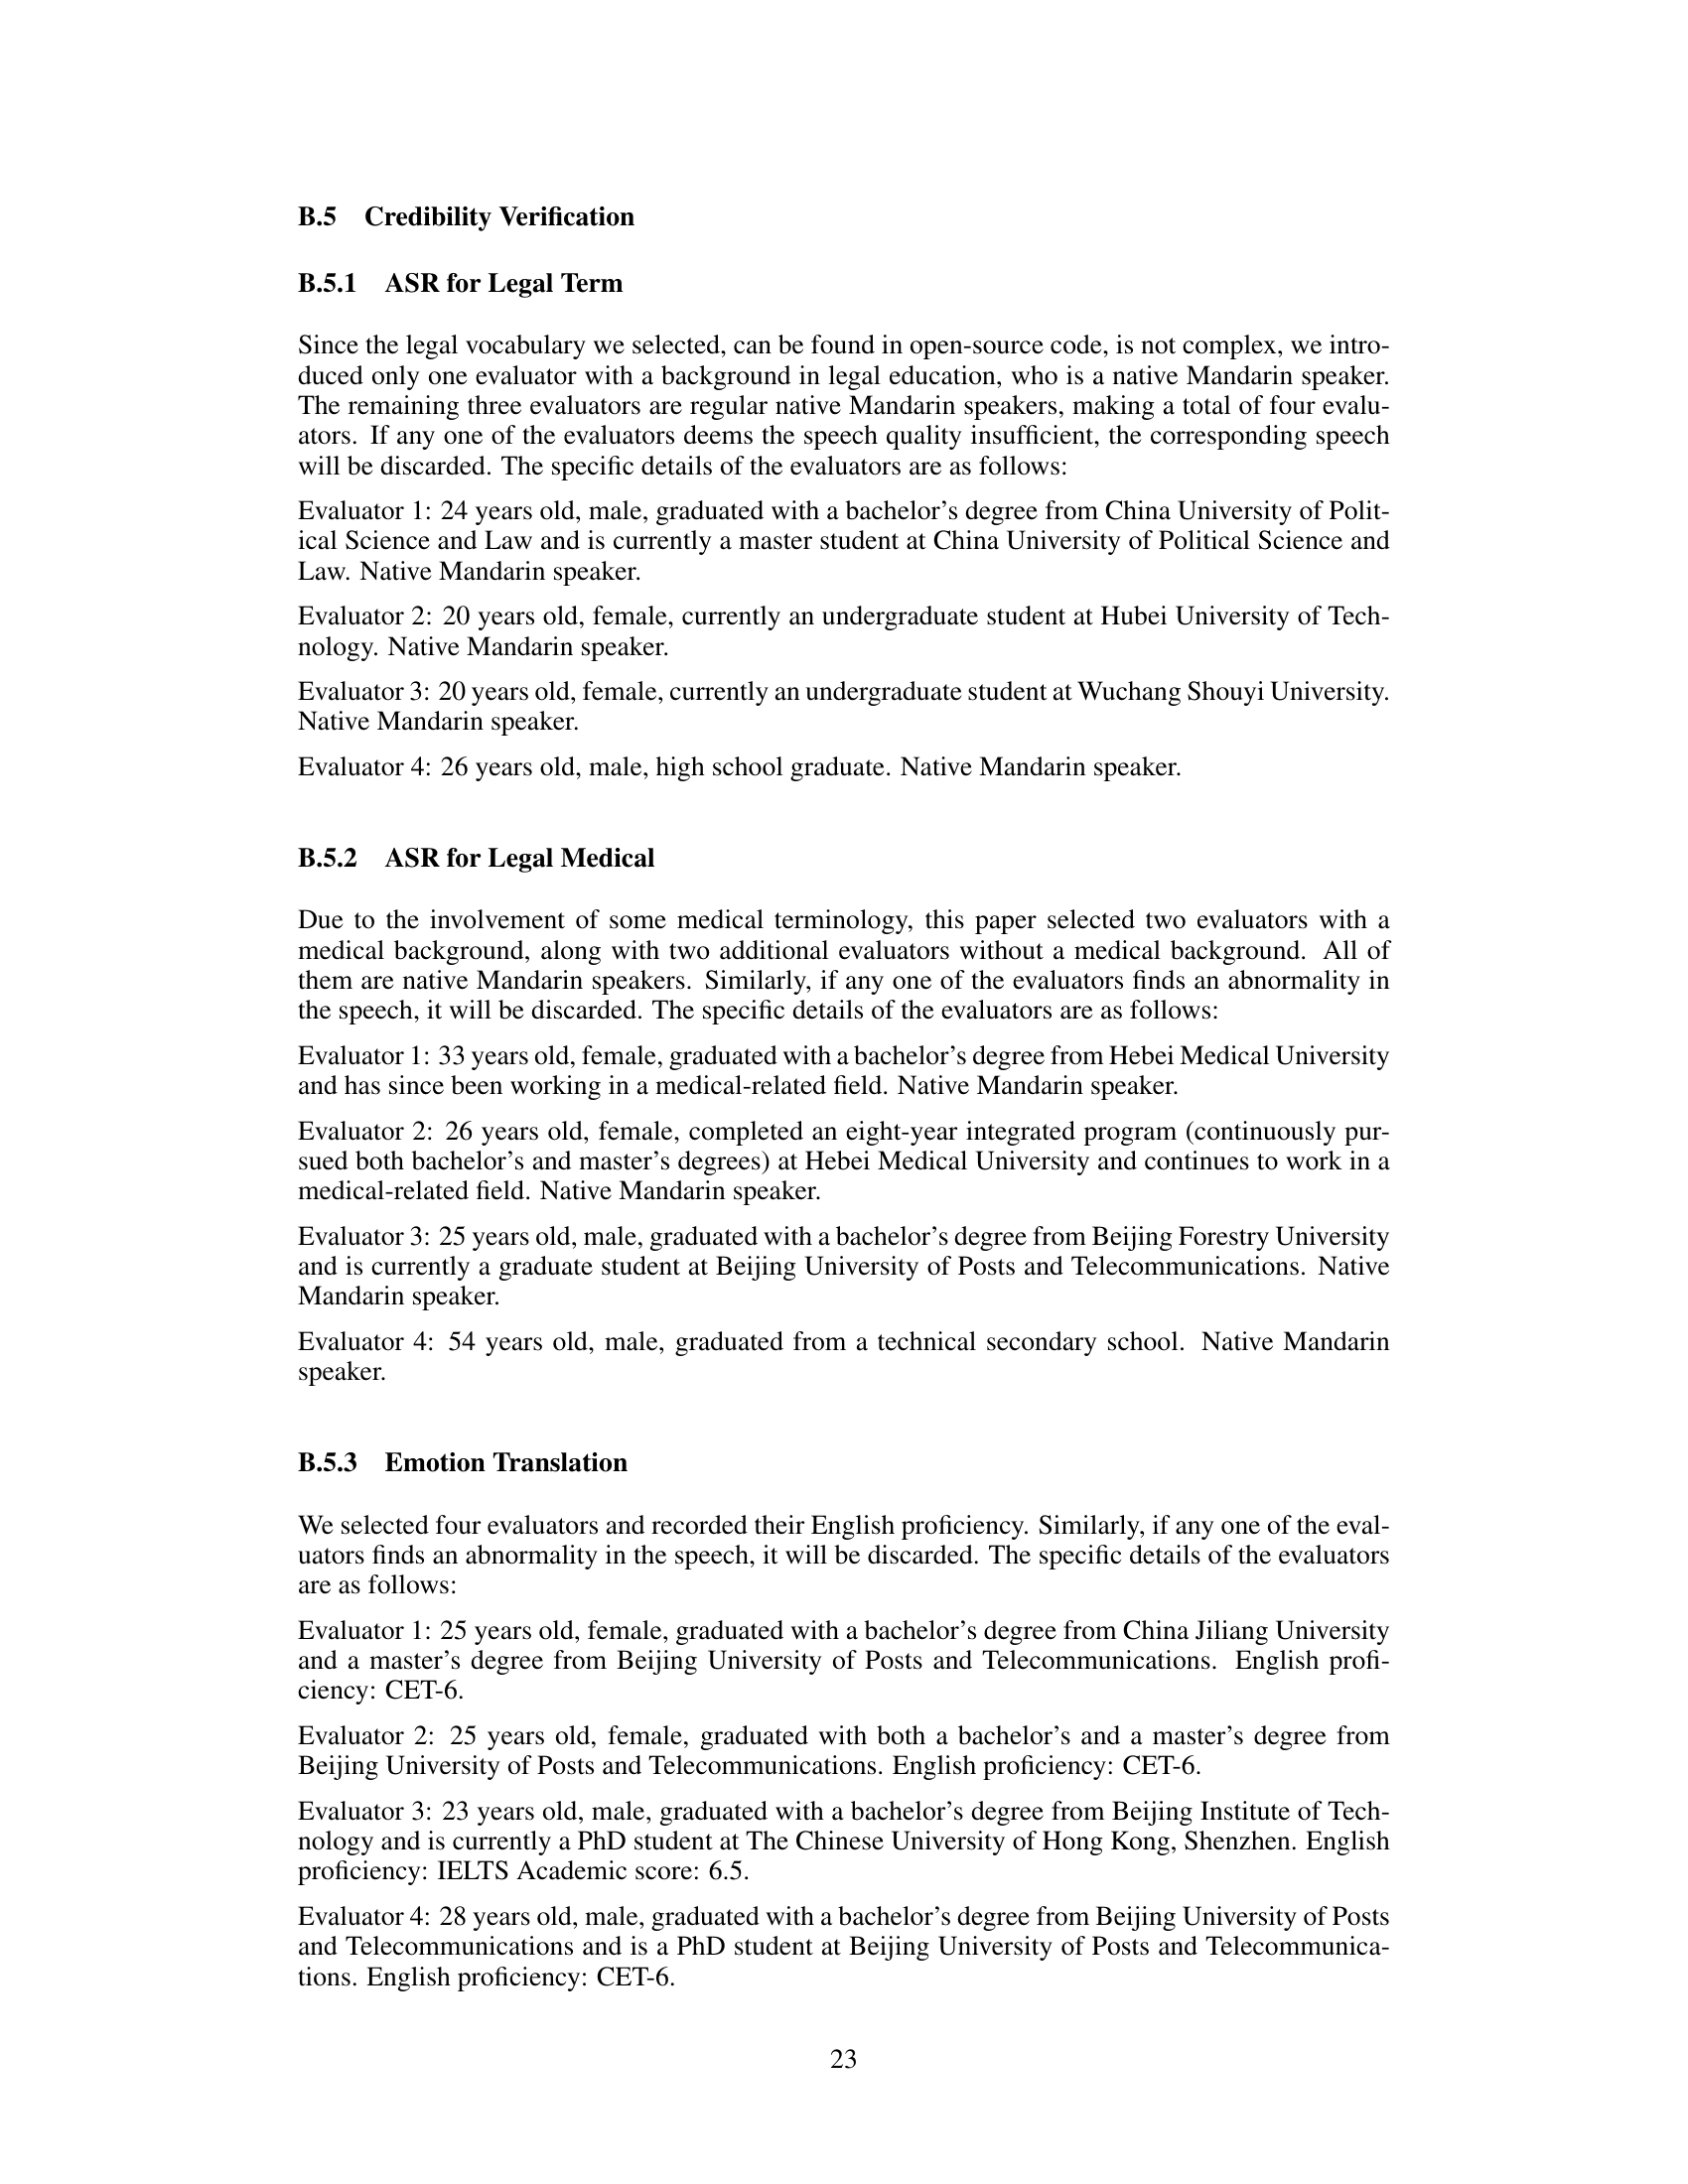 B.5 Credibility Verification
B.5.1 ASR for Legal Term
Since the legal vocabulary we selected, can be found in open-source code, is not complex, we intro-
duced only one evaluator with a background in legal education, who is a native Mandarin speaker.
The remaining three evaluators are regular native Mandarin speakers, making a total of four evalu-
ators. If any one of the evaluators deems the speech quality insufficient, the corresponding speech
will be discarded. The specific details of the evaluators are as follows:
Evaluator 1: 24 years old, male, graduated with a bachelor's degree from China University of Polit-
ical Science and Law and is currently a master student at China University of Political Science and
Law. Native Mandarin speaker.
Evaluator 2: 20 years old, female, currently an undergraduate student at Hubei University of Tech-
nology. Native Mandarin speaker.
Evaluator 3: 20 years old, female, currently an undergraduate student at Wuchang Shouyi University.
Native Mandarin speaker.
Evaluator 4: 26 years old, male, high school graduate. Native Mandarin speaker.
B.5.2 ASR for Legal Medical
Due to the involvement of some medical terminology, this paper selected two evaluators with a
medical background, along with two additional evaluators without a medical background. All of
them are native Mandarin speakers. Similarly, if any one of the evaluators finds an abnormality in
the speech, it will be discarded. The specific details of the evaluators are as follows:
Evaluator 1: 33 years old, female, graduated with a bachelor's degree from Hebei Medical University
and has since been working in a medical-related field. Native Mandarin speaker.
Evaluator 2: 26 years old, female, completed an eight-year integrated program (continuously pur-
sued both bachelor's and master's degrees) at Hebei Medical University and continues to work in a
medical-related field. Native Mandarin speaker.
Evaluator 3: 25 years old, male, graduated with a bachelor's degree from Beijing Forestry University
and is currently a graduate student at Beijing University of Posts and Telecommunications. Native
Mandarin speaker.
Evaluator 4: 54 years old, male, graduated from a technical secondary school. Native Mandarin
speaker.
B.5.3 Emotion Translation
We selected four evaluators and recorded their English proficiency. Similarly, if any one of the eval-
uators finds an abnormality in the speech, it will be discarded. The specific details of the evaluators
are as follows:
Evaluator 1: 25 years old, female, graduated with a bachelor's degree from China Jiliang University
and a master's degree from Beijing University of Posts and Telecommunications. English profi-
ciency: CET-6.
Evaluator 2: 25 years old, female, graduated with both a bachelor's and a master's degree from
Beijing University of Posts and Telecommunications. English proficiency: CET-6.
Evaluator 3: 23 years old, male, graduated with a bachelor's degree from Beijing Institute of Tech-
nology and is currently a PhD student at The Chinese University of Hong Kong, Shenzhen. English
proficiency: IELTS Academic score: 6.5.
Evaluator 4: 28 years old, male, graduated with a bachelor's degree from Beijing University of Posts
and Telecommunications and is a PhD student at Beijing University of Posts and Telecommunica-
tions. English proficiency: CET-6.
23